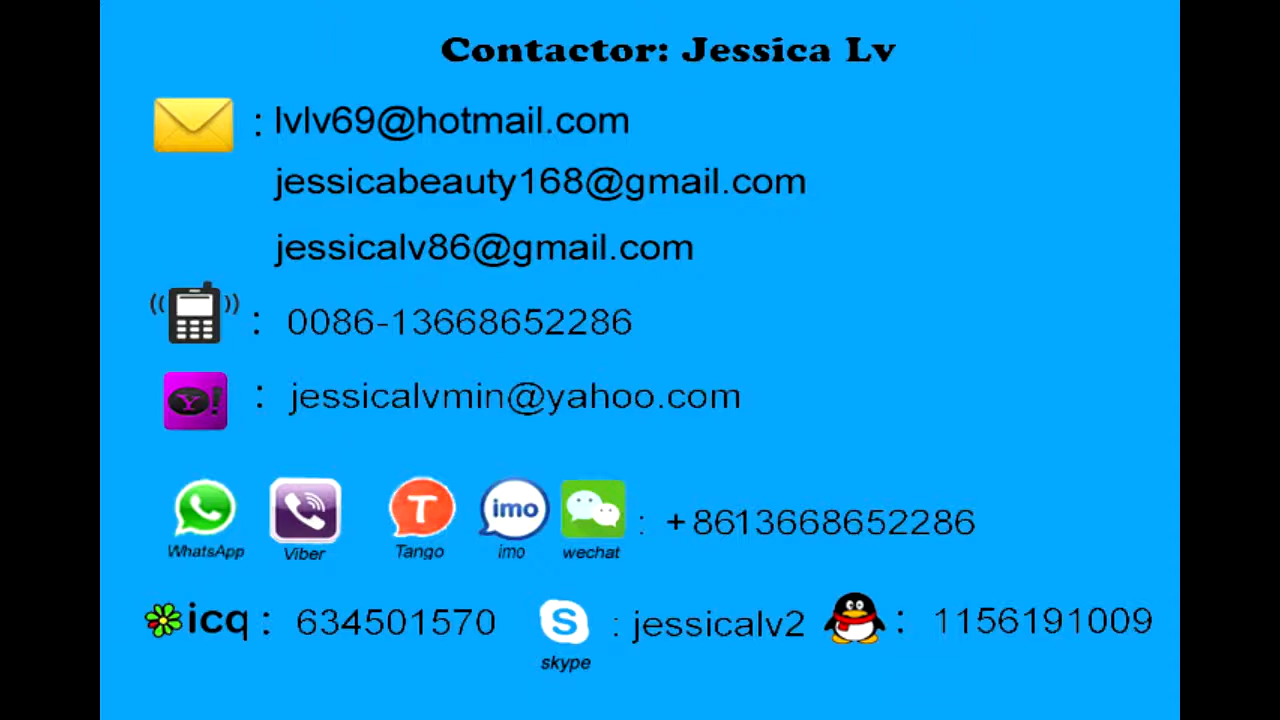 Contactor: Jessica Lv
: lvlv69@hotmail.com
jessicabeauty168@gmail.com
jessicalv86@gmail.com
: 0086-13668652286
Y! : jessicalvmin@yahoo.com
T imo : +8613668652286
WhatsApp Viber Tango imo wechat
icq : 634501570 S : jessicalv2 : 1156191009
skype